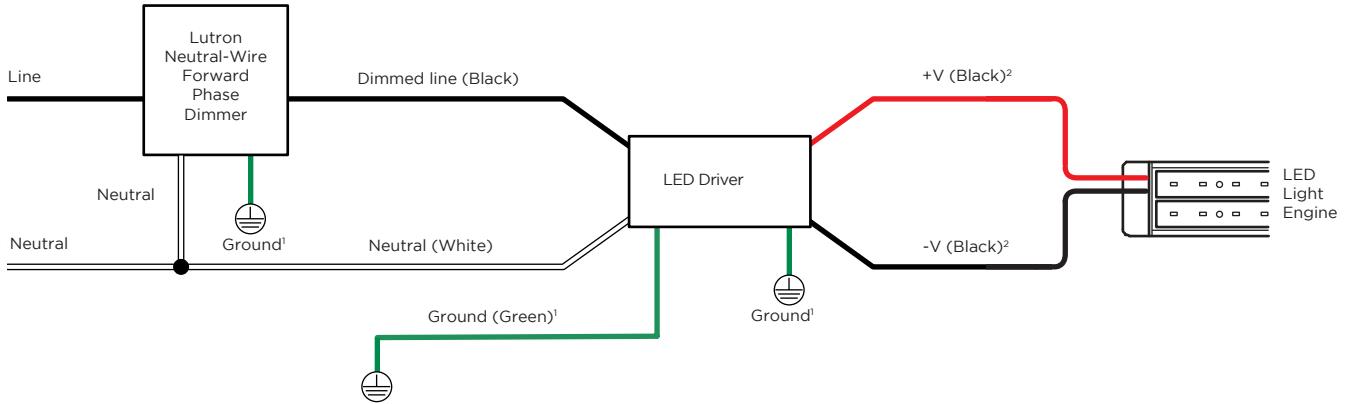 Line
Lutron
Neutral-Wire
Forward
Phase
Dimmer
Dimmed line (Black)
+V (Black)²
LED Driver
LED
Light
Engine
Neutral
Neutral
Ground¹
Neutral (White)
-V (Black)²
Ground (Green)¹
Ground¹